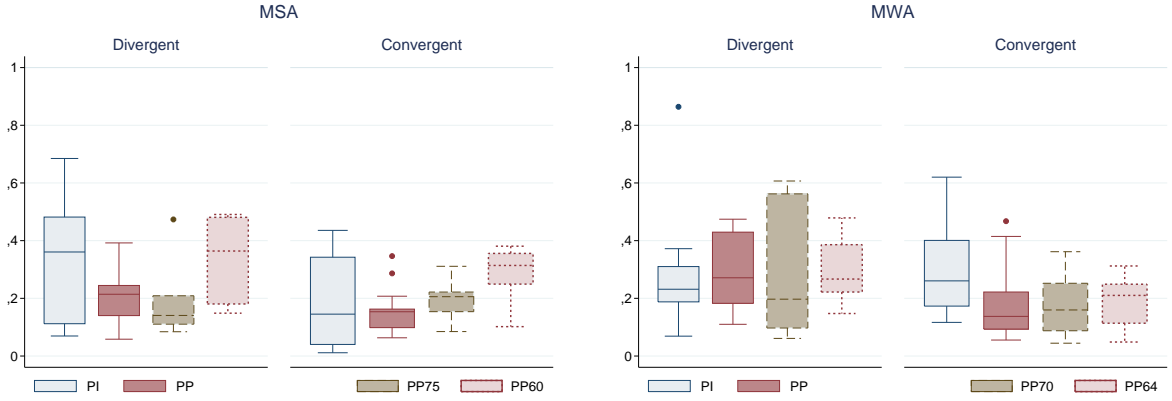 MSA
Divergent Convergent
1
,8
,6
,4
,2
0
PI PP PP75 PP60
MWA
Divergent Convergent
1
,8
,6
,4
,2
0
PI PP PP70 PP64